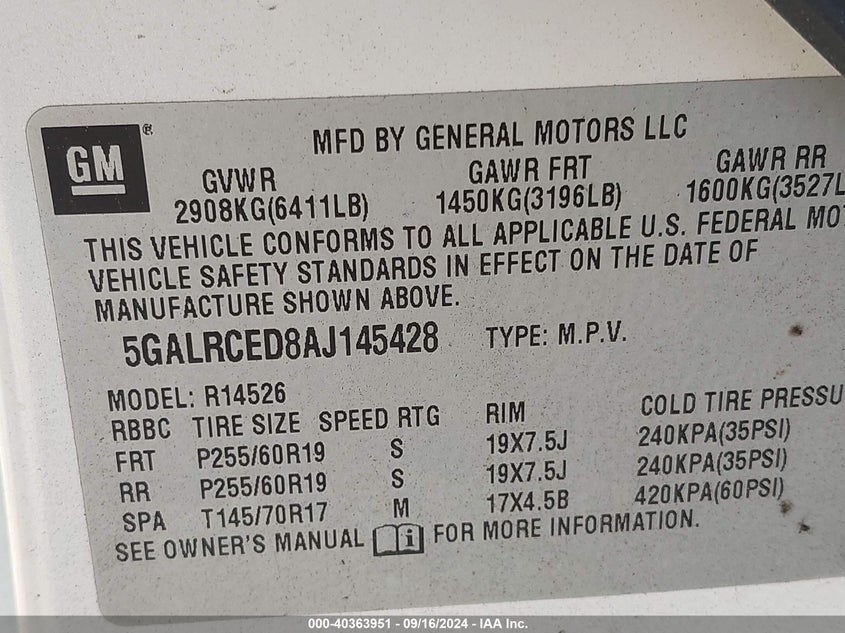 GM ®
MFD BY GENERAL MOTORS LLC
GVWR GAWR FRT GAWR RR
2908KG(6411LB) 1450KG(3196LB) 1600KG(3527L
THIS VEHICLE CONFORMS TO ALL APPLICABLE U.S. FEDERAL MOT
VEHICLE SAFETY STANDARDS IN EFFECT ON THE DATE OF
MANUFACTURE SHOWN ABOVE.
5GALRCED8AJ145428 TYPE: M.P.V.
MODEL: R14526
RBBC TIRE SIZE SPEED RTG RIM COLD TIRE PRESSU
FRT P255/60R19 S 19X7.5J 240KPA(35PSI)
RR P255/60R19 S 19X7.5J 240KPA(35PSI)
SPA T145/70R17 M 17X4.5B 420KPA(60PSI)
SEE OWNER'S MANUAL i FOR MORE INFORMATION.
000-40363951 - 09/16/2024 - IAA Inc.